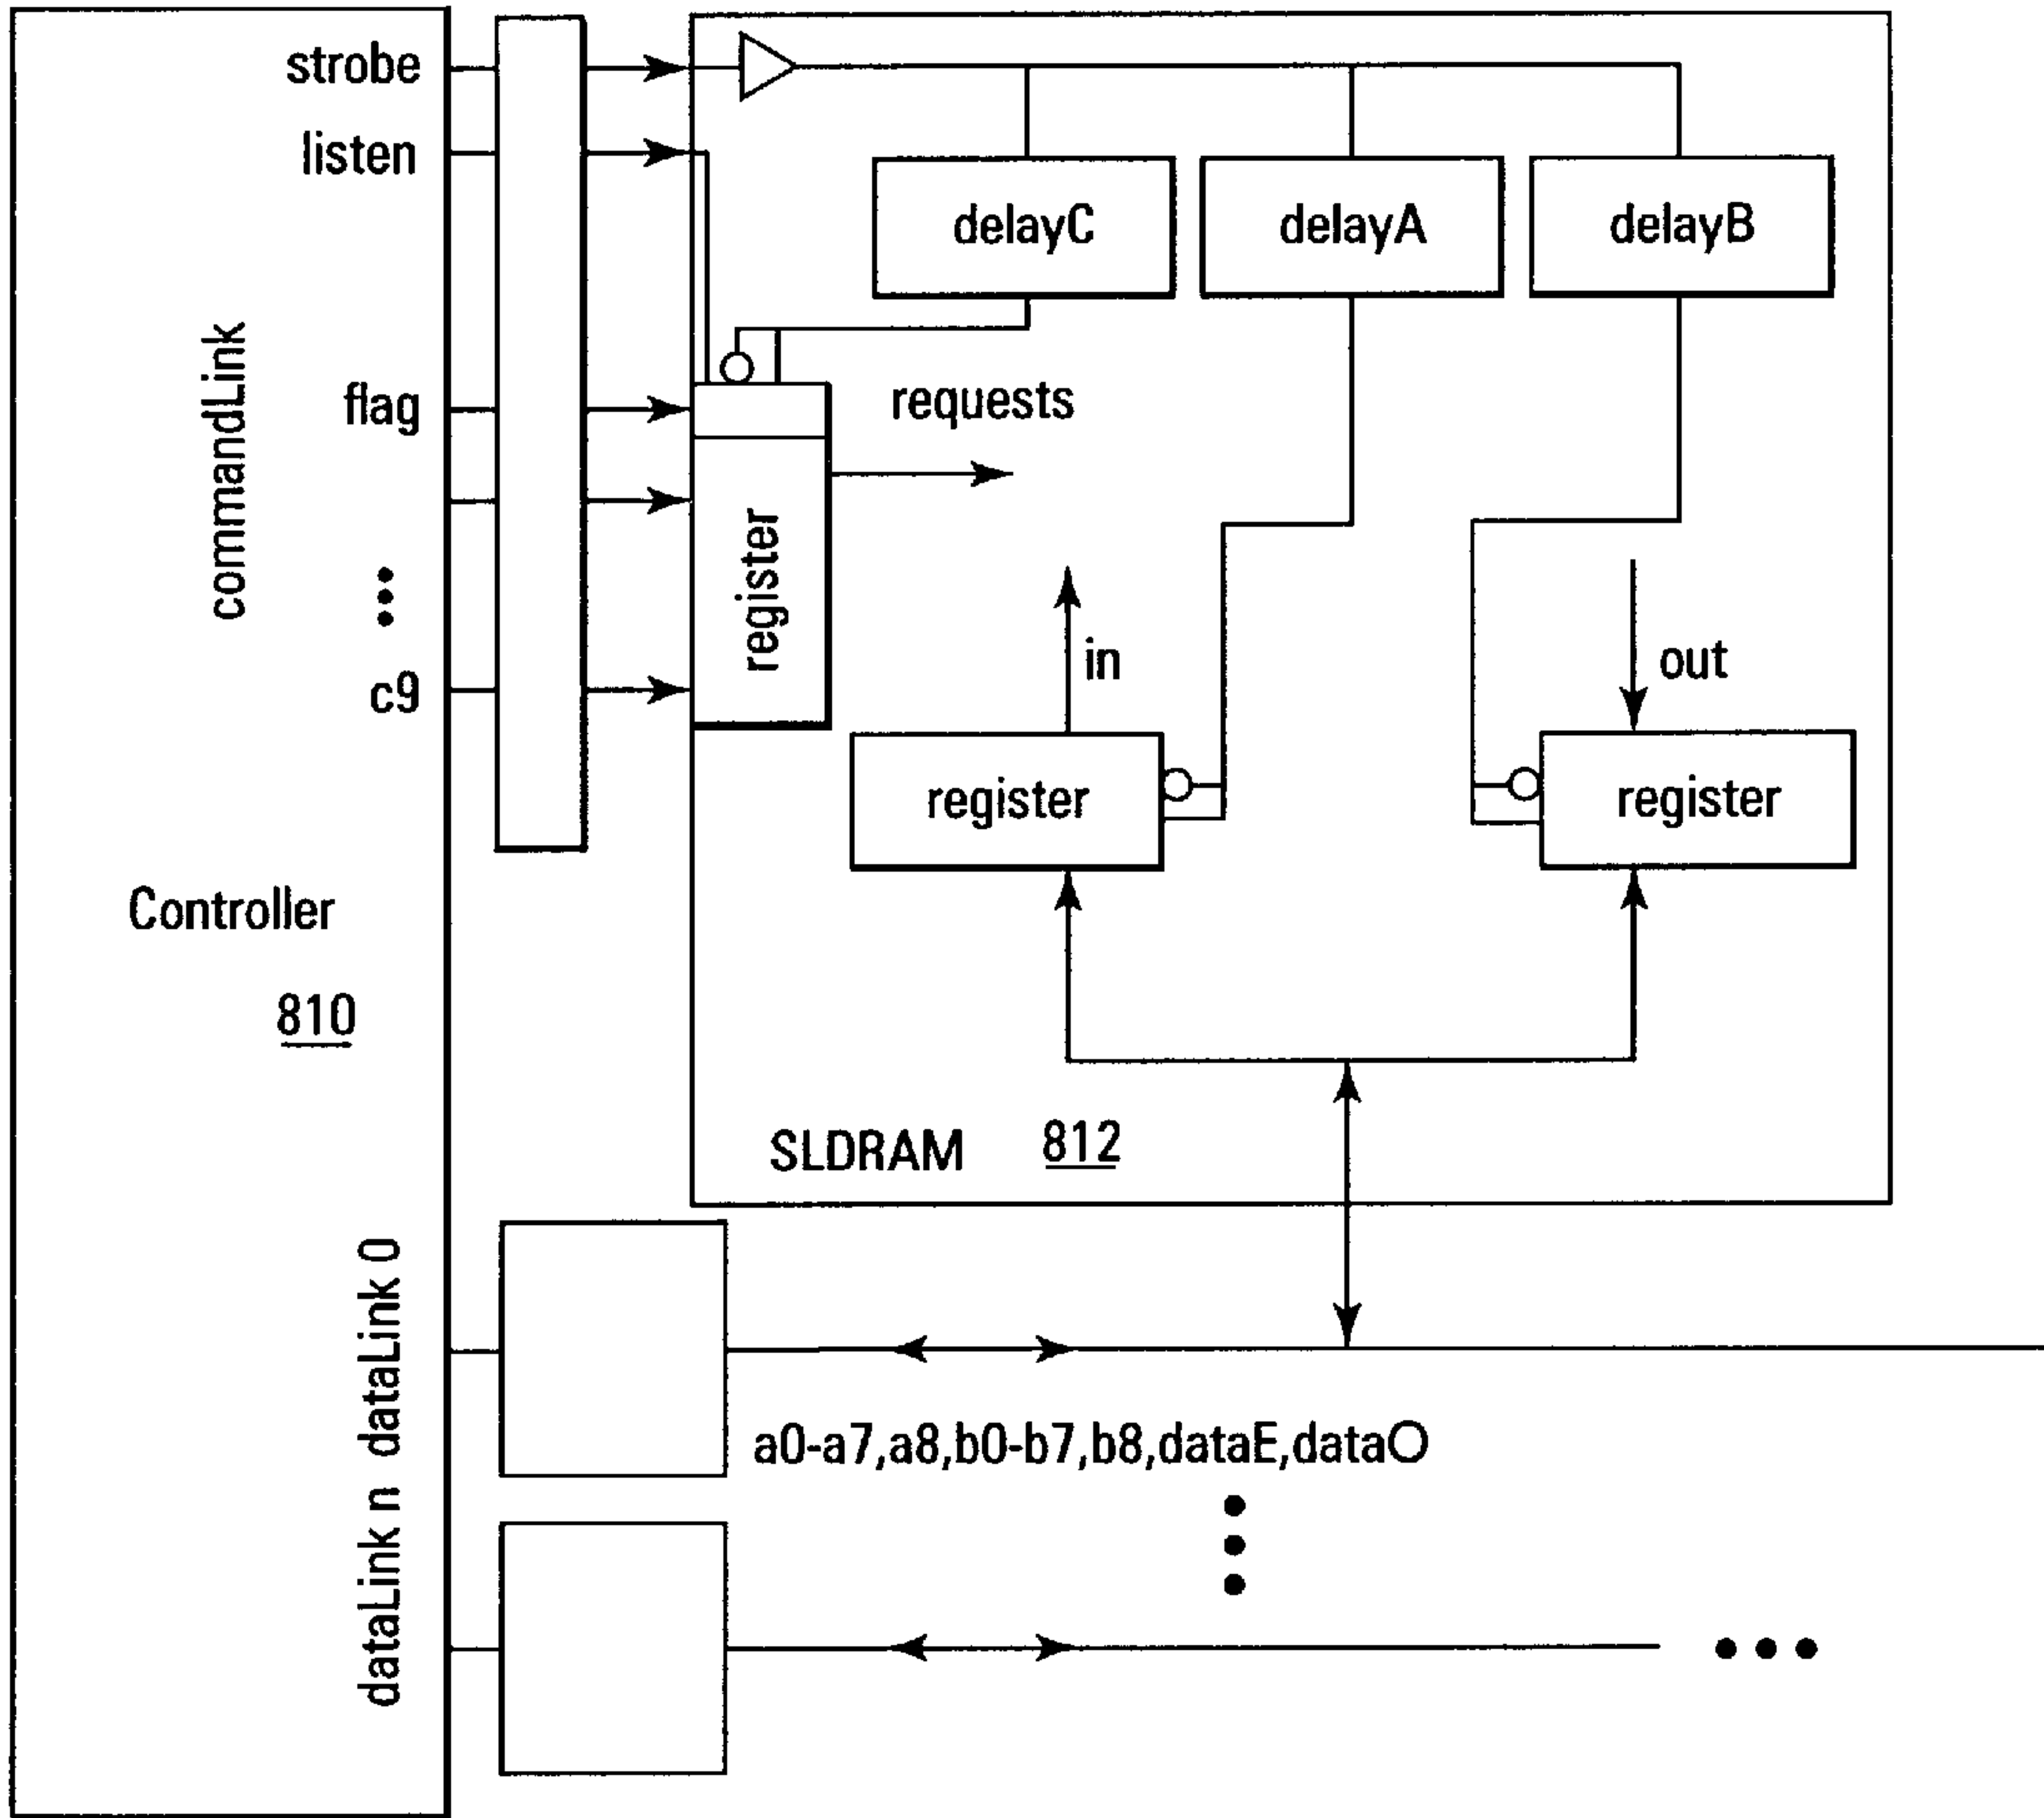 strobe
listen
delayC
delayA
delayB
commandLink
flag
requests
register
c9
in
out
register
register
Controller
810
SLDRAM
812
dataLink 0
a0-a7,a8,b0-b7,b8,dataE,dataO
dataLink n